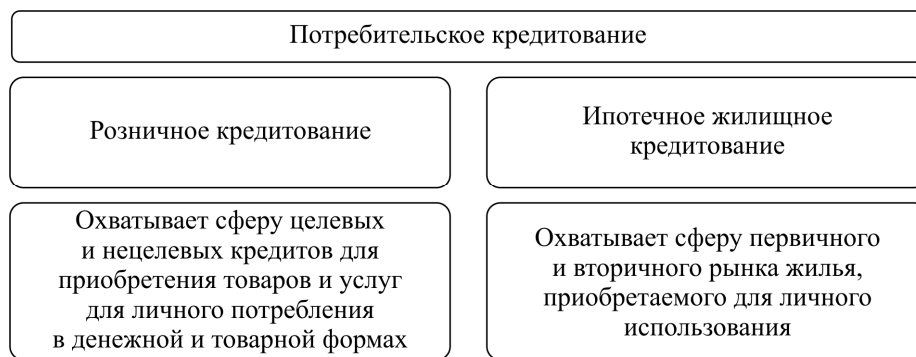 Потребительское кредитование
Розничное кредитование
Ипотечное жилищное
кредитование
Охватывает сферу целевых
и нецелевых кредитов для
приобретения товаров и услуг
для личного потребления
в денежной и товарной формах
Охватывает сферу первичного
и вторичного рынка жилья,
приобретаемого для личного
использования